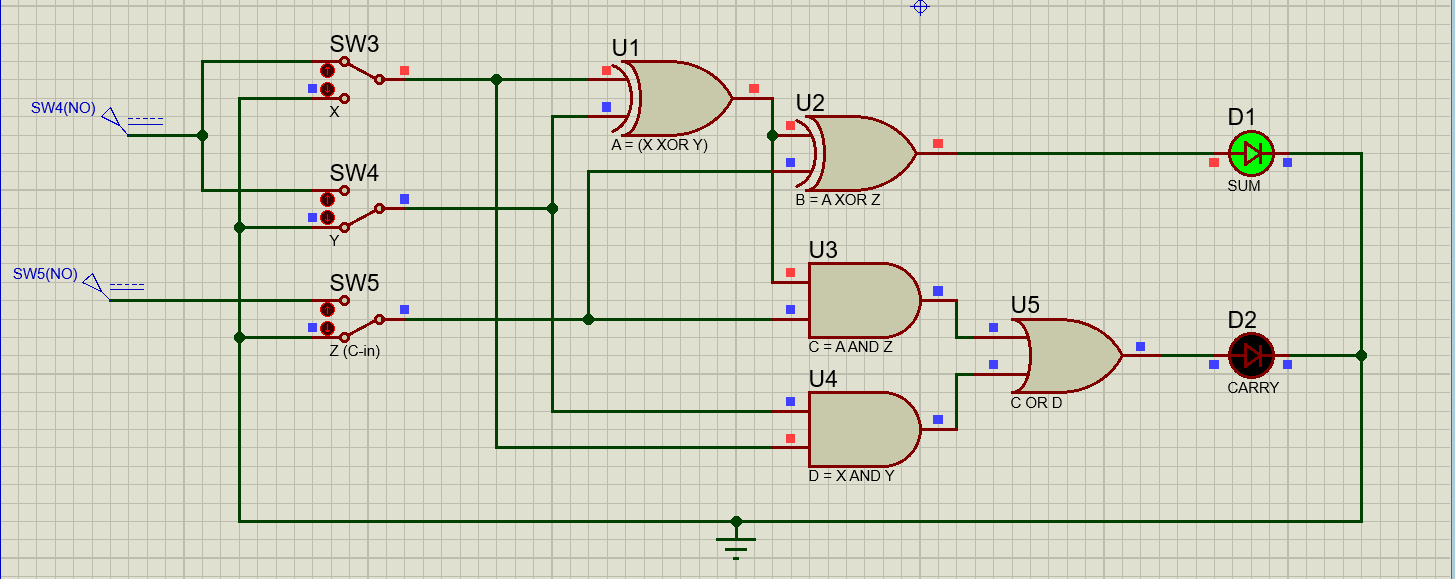 SW3
X
SW4(NO)
SW4
Y
SW5(NO)
SW5
Z (C-in)
U1
A = (X XOR Y)
U2
B = A XOR Z
U3
C = A AND Z
U4
D = X AND Y
U5
C OR D
D1
SUM
D2
CARRY